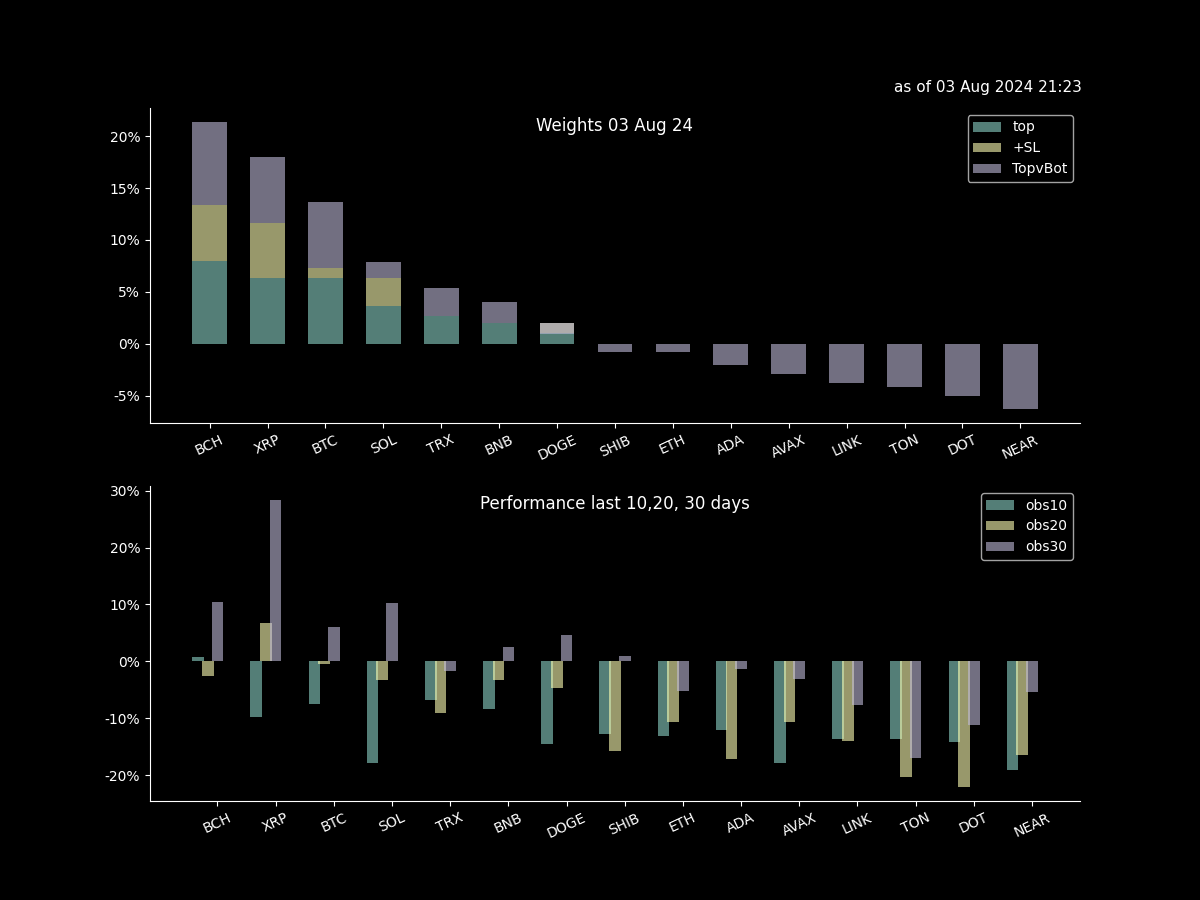 as of 03 Aug 2024 21:23
Weights 03 Aug 24
top
+SL
TopvBot
20%
15%
10%
5%
0%
-5%
BCH XRP BTC SOL TRX BNB DOGE SHIB ETH ADA AVAX LINK TON DOT NEAR
Performance last 10,20, 30 days
obs10
obs20
obs30
30%
20%
10%
0%
-10%
-20%
BCH XRP BTC SOL TRX BNB DOGE SHIB ETH ADA AVAX LINK TON DOT NEAR